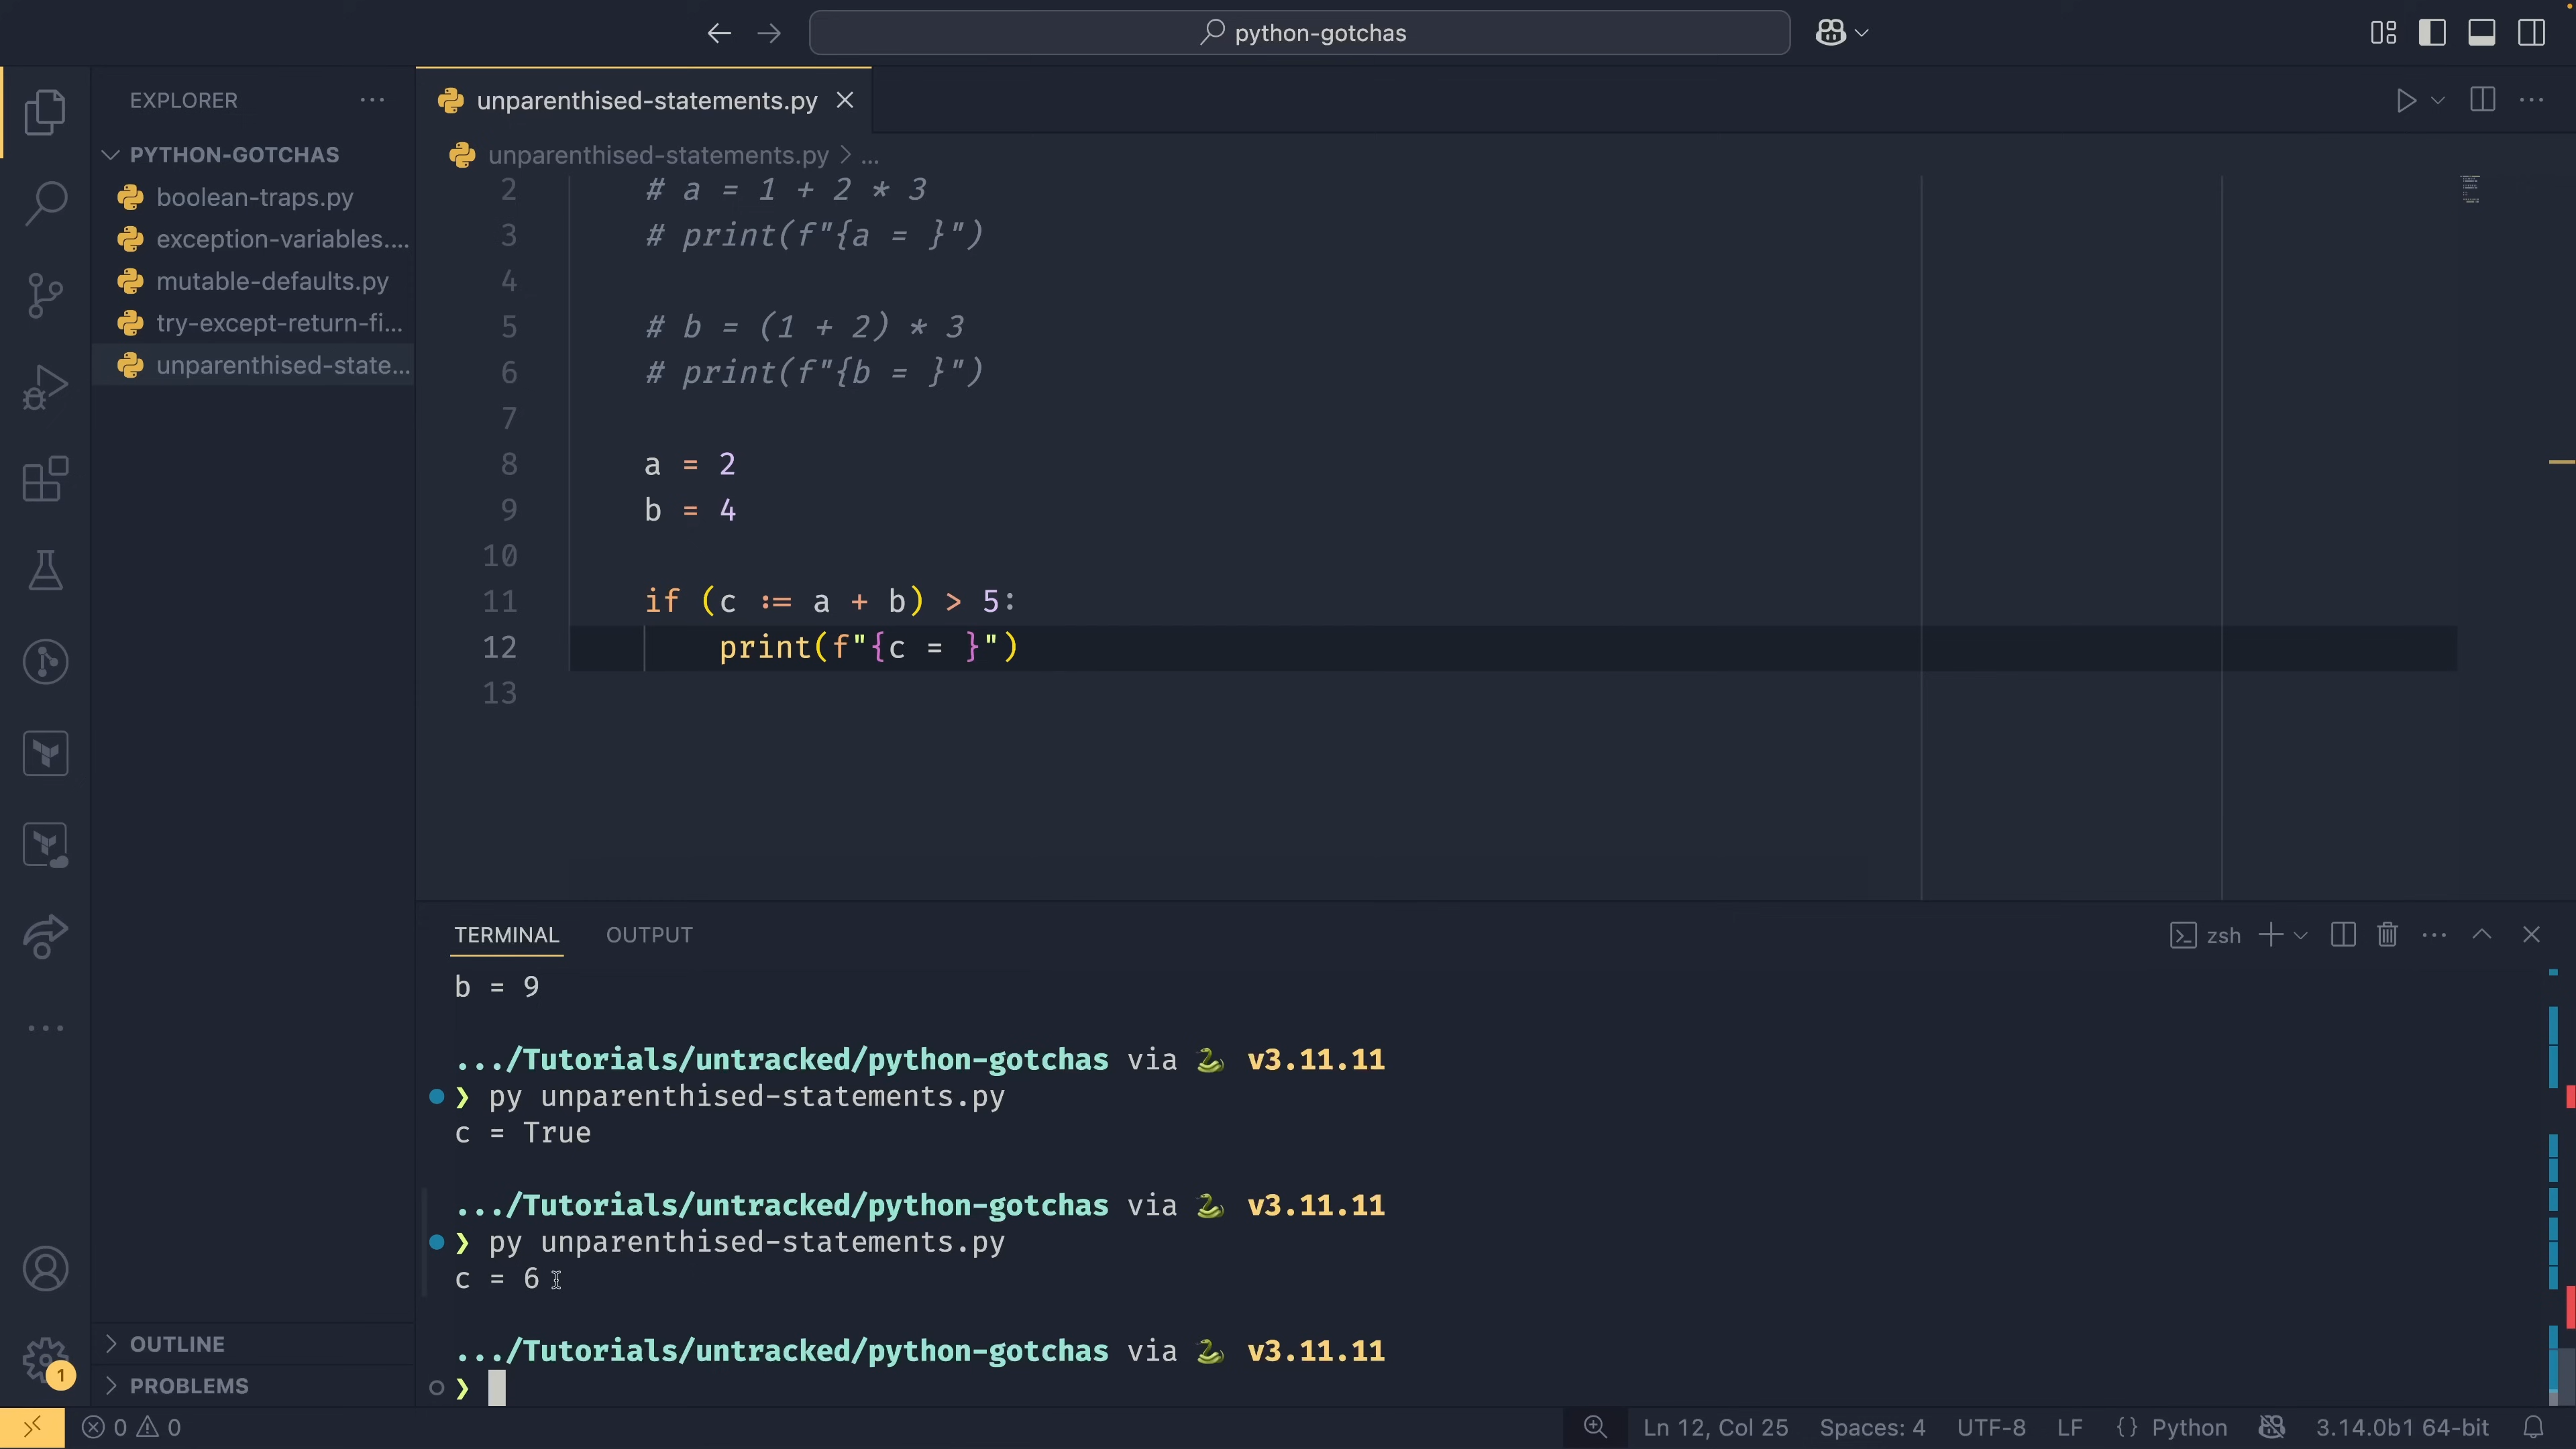 python-gotchas
EXPLORER
PYTHON-GOTCHAS
boolean-traps.py
exception-variables....
mutable-defaults.py
try-except-return-fi...
unparenthised-state...
OUTLINE
PROBLEMS
unparenthised-statements.py
unparenthised-statements.py > ...
2 # a = 1 + 2 * 3
3 # print(f"{a = }")
4
5 # b = (1 + 2) * 3
6 # print(f"{b = }")
7
8 a = 2
9 b = 4
10
11 if (c := a + b) > 5:
12 print(f"{c = }")
13
TERMINAL OUTPUT
zsh
b = 9
.../Tutorials/untracked/python-gotchas via 🐍 v3.11.11
❯ py unparenthised-statements.py
c = True
.../Tutorials/untracked/python-gotchas via 🐍 v3.11.11
❯ py unparenthised-statements.py
c = 6
.../Tutorials/untracked/python-gotchas via 🐍 v3.11.11
❯
1
0 0
Ln 12, Col 25 Spaces: 4 UTF-8 LF {} Python 3.14.0b1 64-bit